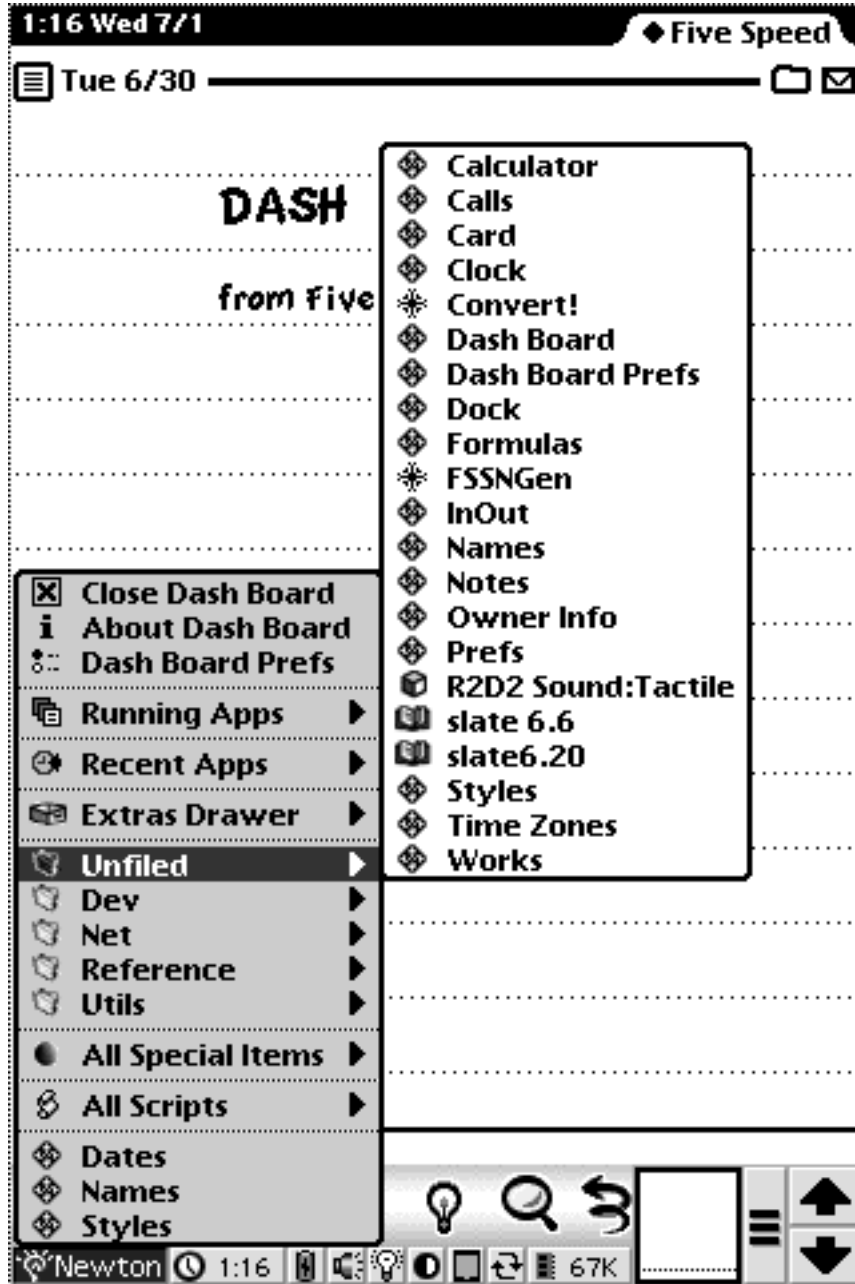 1:16 Wed 7/1
Five Speed
Tue 6/30
DASH
from Five
Calculator
Calls
Card
Clock
Convert!
Dash Board
Dash Board Prefs
Dock
Formulas
FSSNGen
InOut
Names
Notes
Owner Info
Prefs
R2D2 Sound:Tactile
slate 6.6
slate6.20
Styles
Time Zones
Works
Close Dash Board
About Dash Board
Dash Board Prefs
Running Apps
Recent Apps
Extras Drawer
Unfiled
Dev
Net
Reference
Utils
All Special Items
All Scripts
Dates
Names
Styles
Newton 1:16 67K